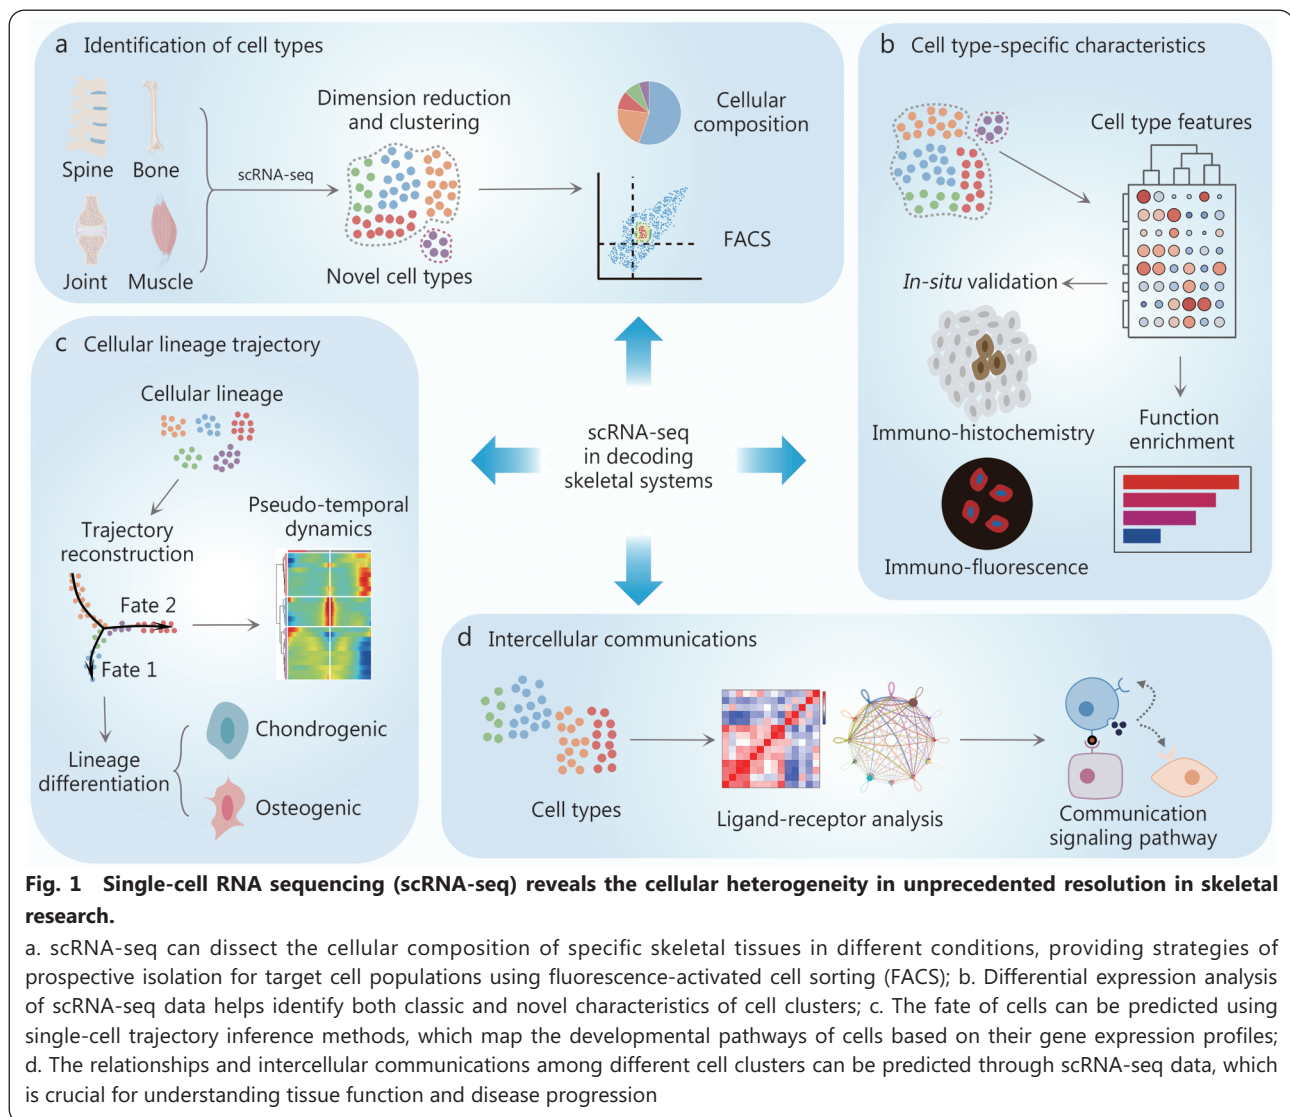 a Identification of cell types
Spine
Bone
Joint
Muscle
scRNA-seq
Dimension reduction
and clustering
Novel cell types
Cellular
composition
FACS
b Cell type-specific characteristics
Cell type features
In-situ validation
Immuno-histochemistry
Immuno-fluorescence
Function
enrichment
c Cellular lineage trajectory
Cellular lineage
Trajectory
reconstruction
Pseudo-temporal
dynamics
Fate 2
Fate 1
Lineage
differentiation
Chondrogenic
Osteogenic
scRNA-seq
in decoding
skeletal systems
d Intercellular communications
Cell types
Ligand-receptor analysis
Communication
signaling pathway
Fig. 1 Single-cell RNA sequencing (scRNA-seq) reveals the cellular heterogeneity in unprecedented resolution in skeletal
research.
a. scRNA-seq can dissect the cellular composition of specific skeletal tissues in different conditions, providing strategies of
prospective isolation for target cell populations using fluorescence-activated cell sorting (FACS); b. Differential expression analysis
of scRNA-seq data helps identify both classic and novel characteristics of cell clusters; c. The fate of cells can be predicted using
single-cell trajectory inference methods, which map the developmental pathways of cells based on their gene expression profiles;
d. The relationships and intercellular communications among different cell clusters can be predicted through scRNA-seq data, which
is crucial for understanding tissue function and disease progression